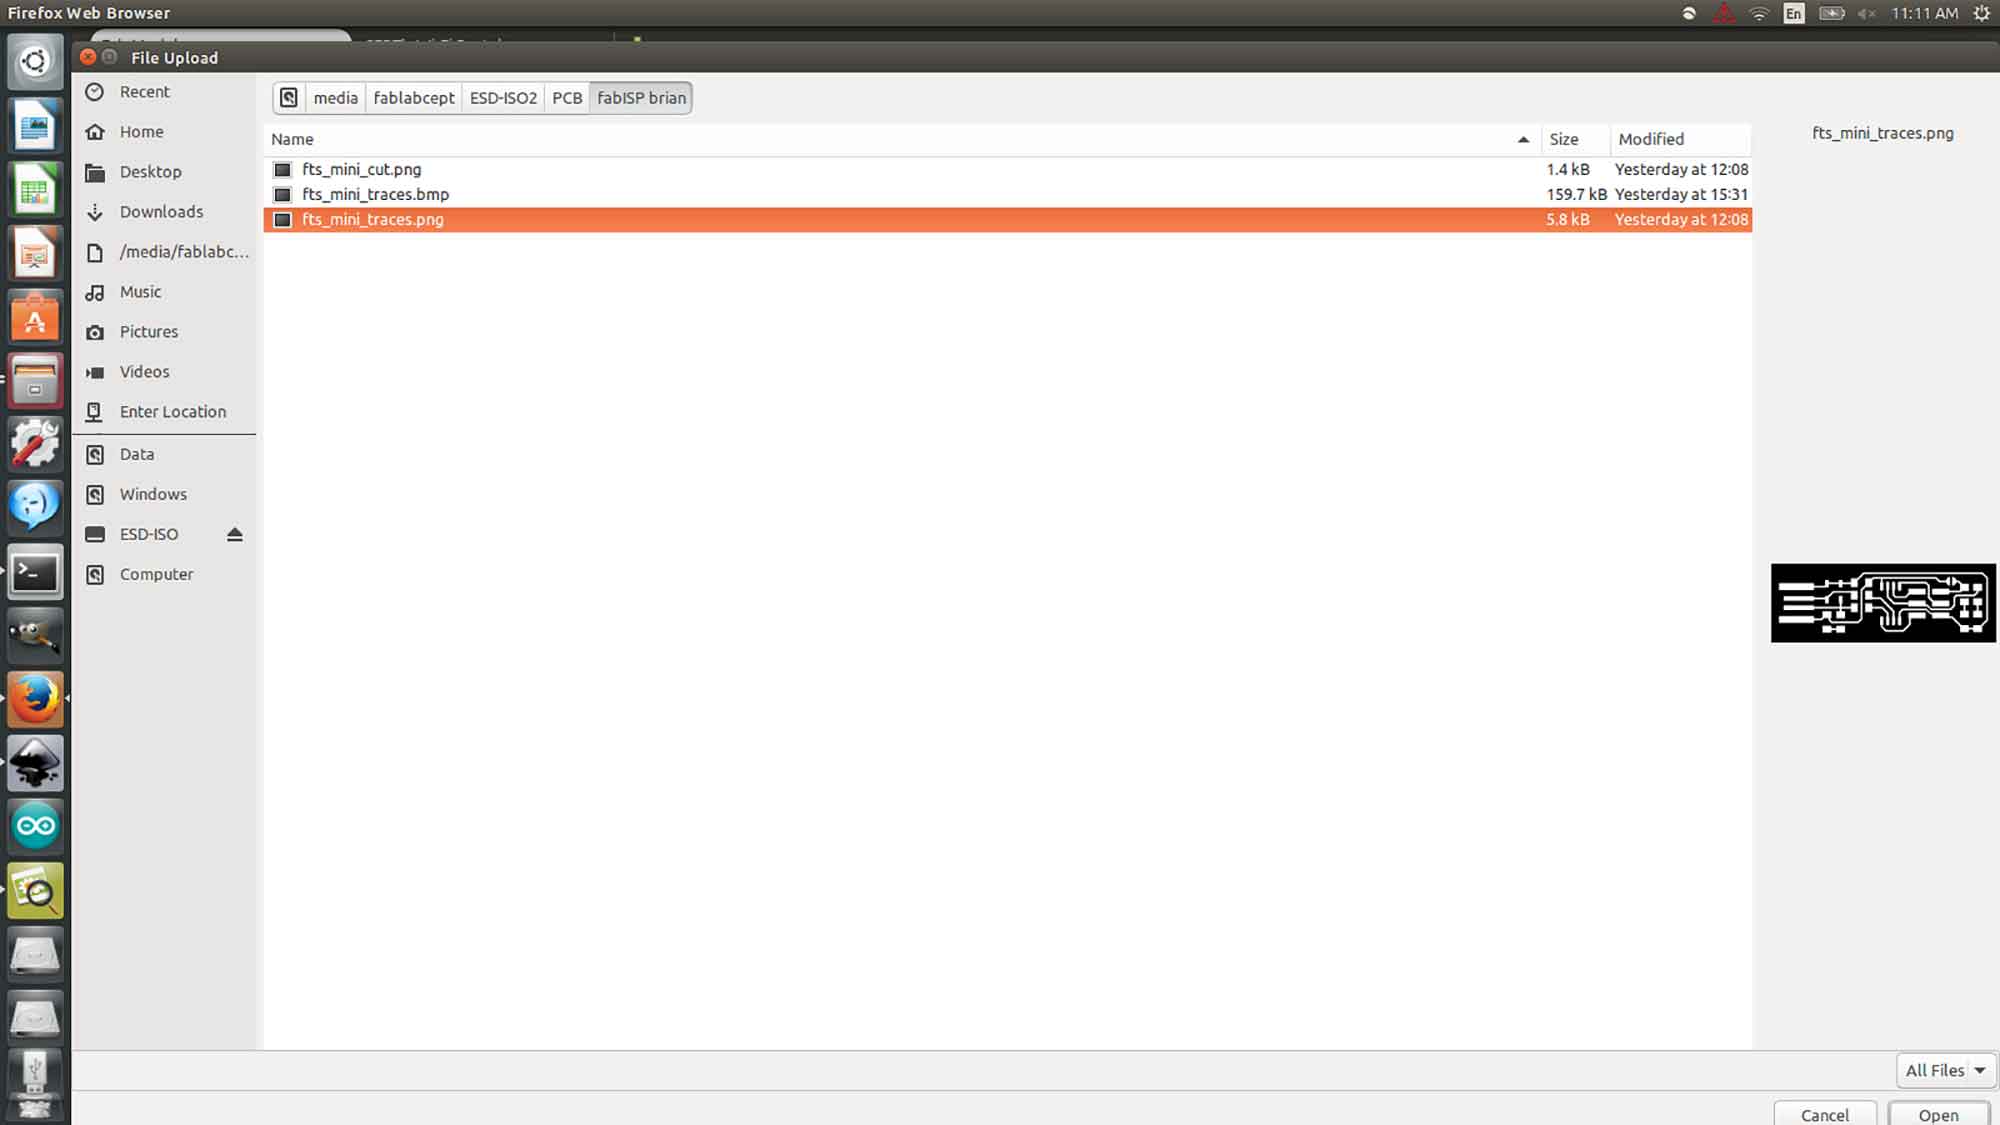 Firefox Web Browser
En
11:11 AM
File Upload
Recent
Home
Desktop
Downloads
/media/fablabc...
Music
Pictures
Videos
Enter Location
Data
Windows
ESD-ISO
Computer
media fablabcept ESD-ISO2 PCB fabISP brian
Name Size Modified
fts_mini_cut.png 1.4 kB Yesterday at 12:08
fts_mini_traces.bmp 159.7 kB Yesterday at 15:31
fts_mini_traces.png 5.8 kB Yesterday at 12:08
fts_mini_traces.png
All Files
Cancel Open